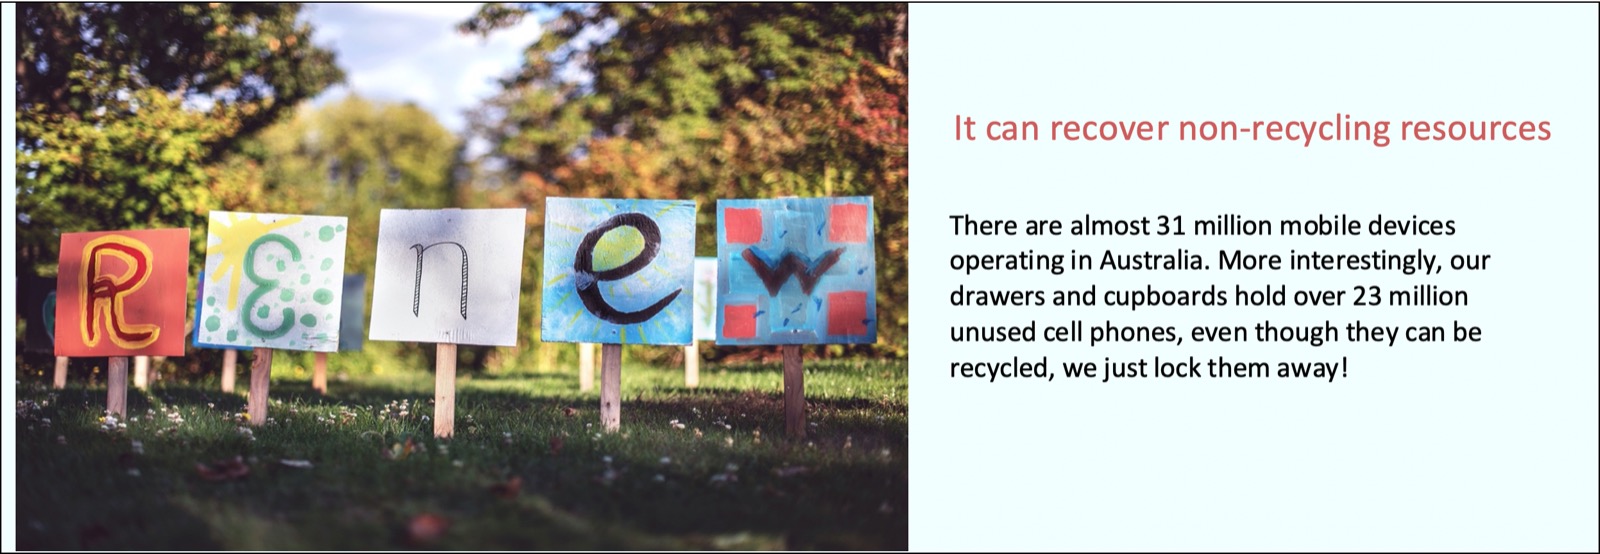 REnew
It can recover non-recycling resources
There are almost 31 million mobile devices
operating in Australia. More interestingly, our
drawers and cupboards hold over 23 million
unused cell phones, even though they can be
recycled, we just lock them away!